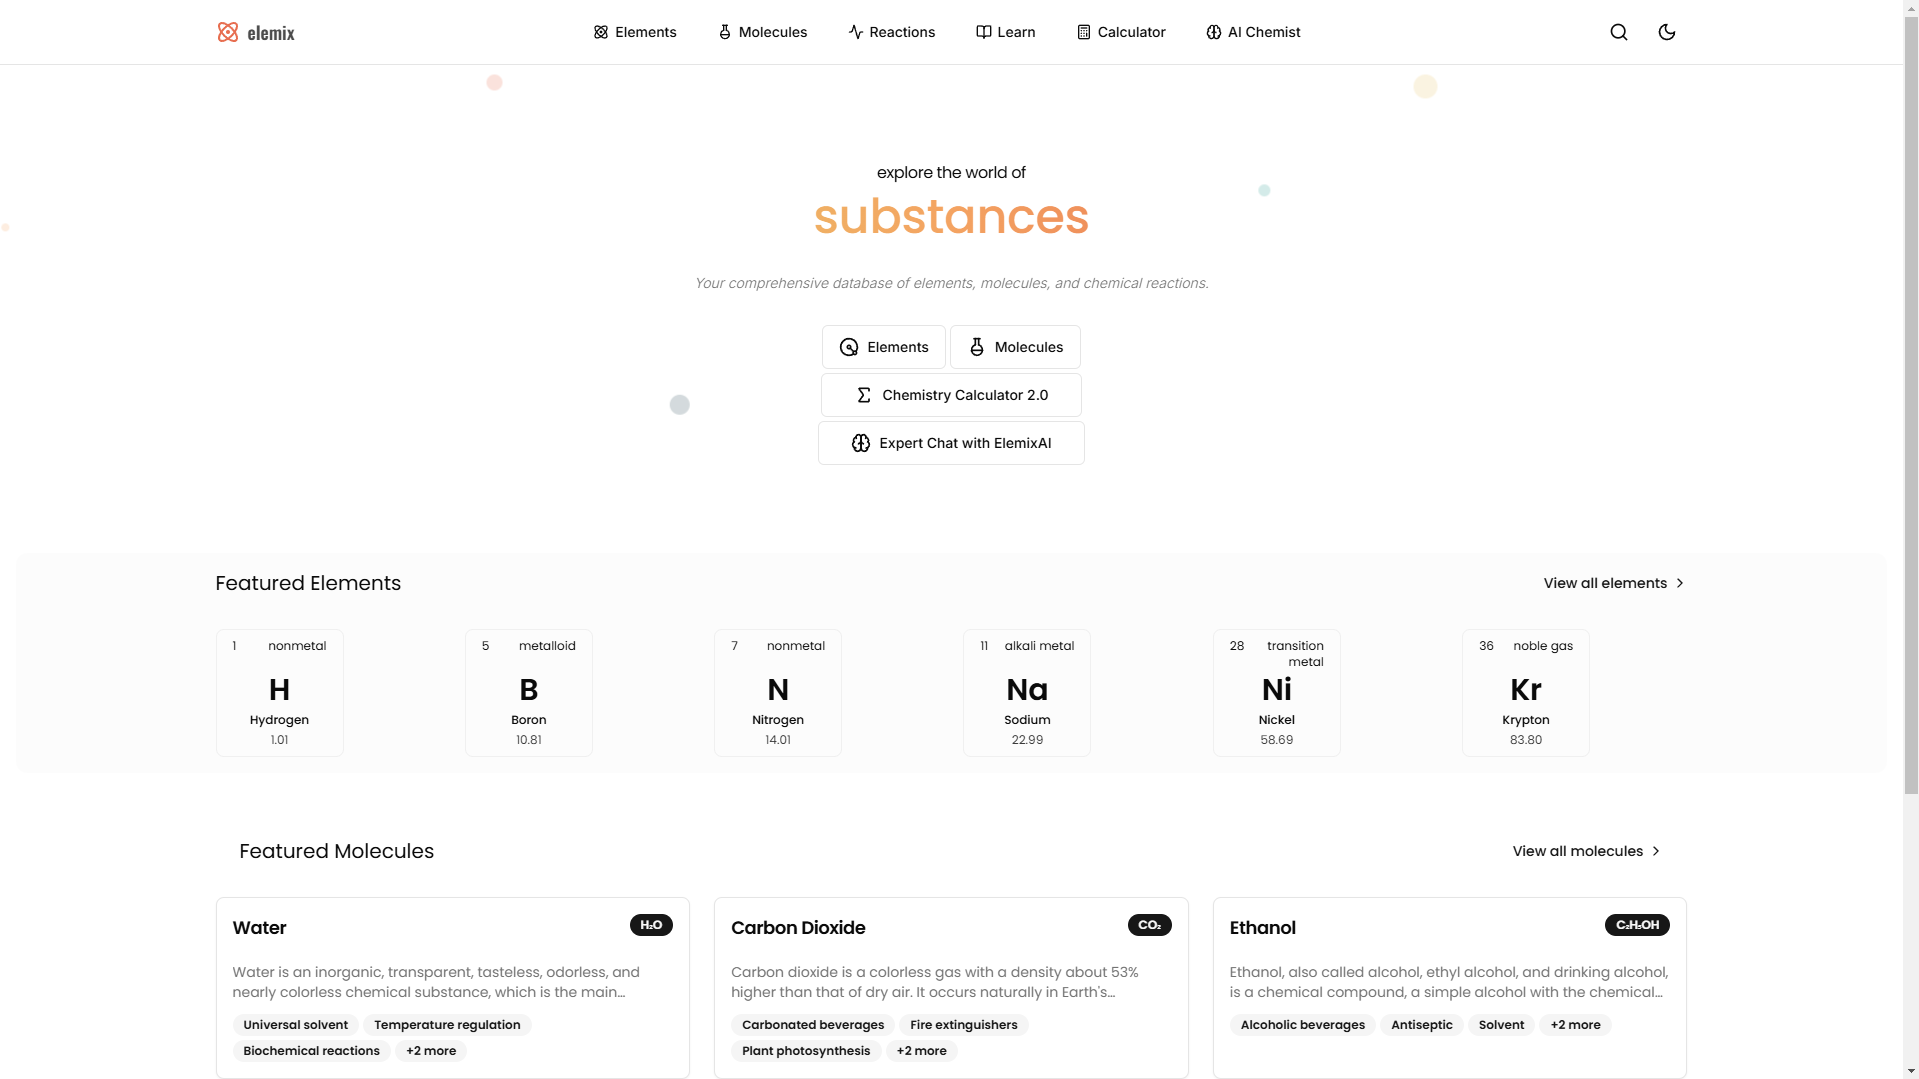 elemix
Elements
Molecules
Reactions
Learn
Calculator
AI Chemist
explore the world of
substances
Your comprehensive database of elements, molecules, and chemical reactions.
Elements
Molecules
Chemistry Calculator 2.0
Expert Chat with ElemixAI
Featured Elements
View all elements
1 nonmetal
H
Hydrogen
1.01
5 metalloid
B
Boron
10.81
7 nonmetal
N
Nitrogen
14.01
11 alkali metal
Na
Sodium
22.99
28 transition
metal
Ni
Nickel
58.69
36 noble gas
Kr
Krypton
83.80
Featured Molecules
View all molecules
Water
H₂O
Water is an inorganic, transparent, tasteless, odorless, and
nearly colorless chemical substance, which is the main...
Universal solvent
Temperature regulation
Biochemical reactions
+2 more
Carbon Dioxide
CO₂
Carbon dioxide is a colorless gas with a density about 53%
higher than that of dry air. It occurs naturally in Earth's...
Carbonated beverages
Fire extinguishers
Plant photosynthesis
+2 more
Ethanol
C₂H₅OH
Ethanol, also called alcohol, ethyl alcohol, and drinking alcohol,
is a chemical compound, a simple alcohol with the chemical...
Alcoholic beverages
Antiseptic
Solvent
+2 more